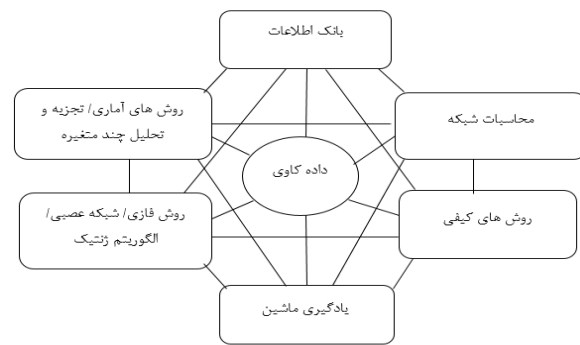 بانک اطلاعات
روش های آماری/ تجزیه و
تحلیل چند متغیره
محاسبات شبکه
داده کاوی
روش فازی/ شبکه عصبی/
الگوریتم ژنتیک
روش های کیفی
یادگیری ماشین